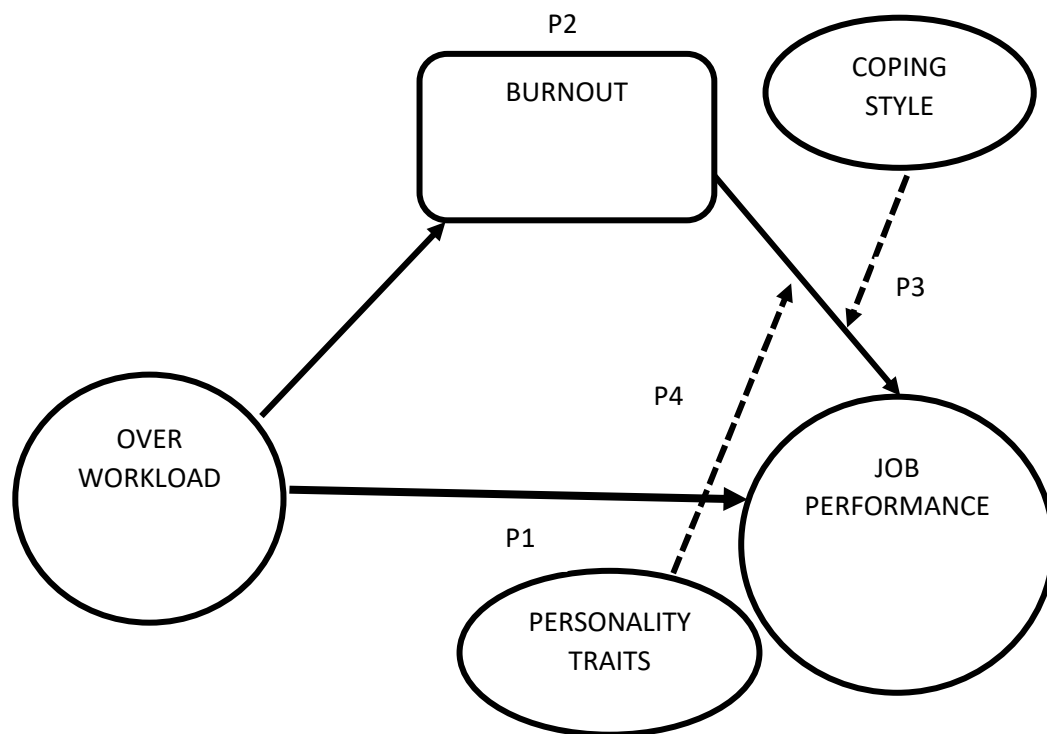 P2
BURNOUT
COPING
STYLE
P3
P4
OVER
WORKLOAD
JOB
PERFORMANCE
P1
PERSONALITY
TRAITS